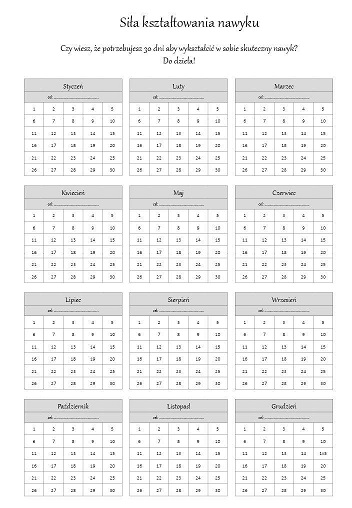 Siła kształtowania nawyku
Czy wiesz, że potrzebujesz 30 dni aby wykształcić w sobie skuteczny nawyk?
Do dzieła!
Styczeń Luty Marzec
od: ........................ od: ........................ od: ........................
1 2 3 4 5 1 2 3 4 5 1 2 3 4 5
6 7 8 9 10 6 7 8 9 10 6 7 8 9 10
11 12 13 14 15 11 12 13 14 15 11 12 13 14 15
16 17 18 19 20 16 17 18 19 20 16 17 18 19 20
21 22 23 24 25 21 22 23 24 25 21 22 23 24 25
26 27 28 29 30 26 27 28 29 30 26 27 28 29 30
Kwiecień Maj Czerwiec
od: ........................ od: ........................ od: ........................
1 2 3 4 5 1 2 3 4 5 1 2 3 4 5
6 7 8 9 10 6 7 8 9 10 6 7 8 9 10
11 12 13 14 15 11 12 13 14 15 11 12 13 14 15
16 17 18 19 20 16 17 18 19 20 16 17 18 19 20
21 22 23 24 25 21 22 23 24 25 21 22 23 24 25
26 27 28 29 30 26 27 28 29 30 26 27 28 29 30
Lipiec Sierpień Wrzesień
od: ........................ od: ........................ od: ........................
1 2 3 4 5 1 2 3 4 5 1 2 3 4 5
6 7 8 9 10 6 7 8 9 10 6 7 8 9 10
11 12 13 14 15 11 12 13 14 15 11 12 13 14 15
16 17 18 19 20 16 17 18 19 20 16 17 18 19 20
21 22 23 24 25 21 22 23 24 25 21 22 23 24 25
26 27 28 29 30 26 27 28 29 30 26 27 28 29 30
Październik Listopad Grudzień
od: ........................ od: ........................ od: ........................
1 2 3 4 5 1 2 3 4 5 1 2 3 4 5
6 7 8 9 10 6 7 8 9 10 6 7 8 9 10
11 12 13 14 15 11 12 13 14 15 11 12 13 14 145
16 17 18 19 20 16 17 18 19 20 16 17 18 19 20
21 22 23 24 25 21 22 23 24 25 21 22 23 24 25
26 27 28 29 30 26 27 28 29 30 26 27 28 29 30